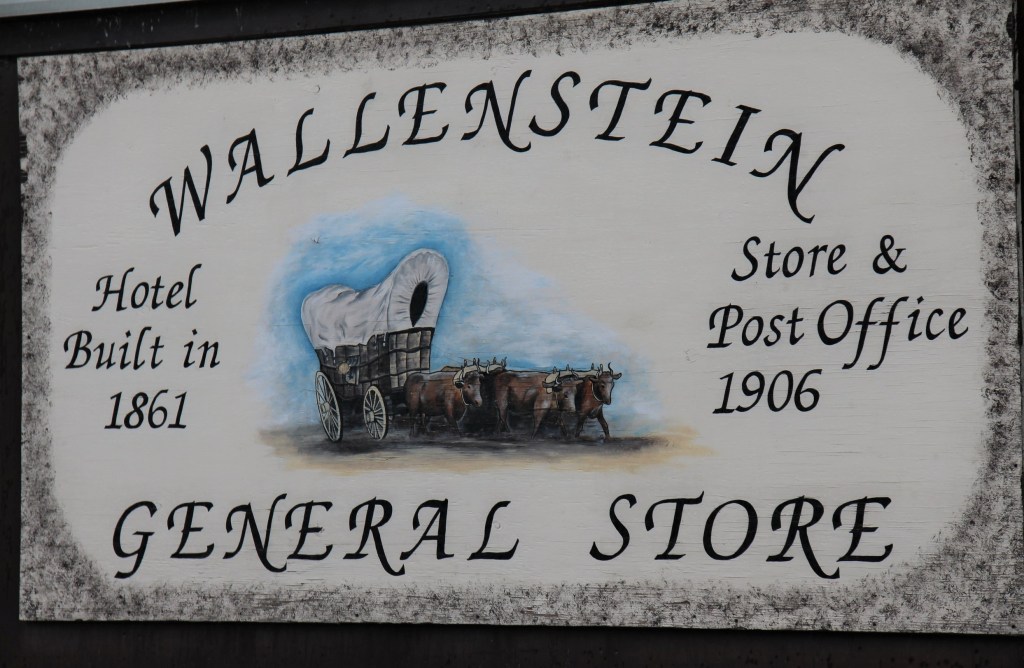 WALLENSTEIN
Hotel
Built in
1861
Store &
Post Office
1906
GENERAL STORE